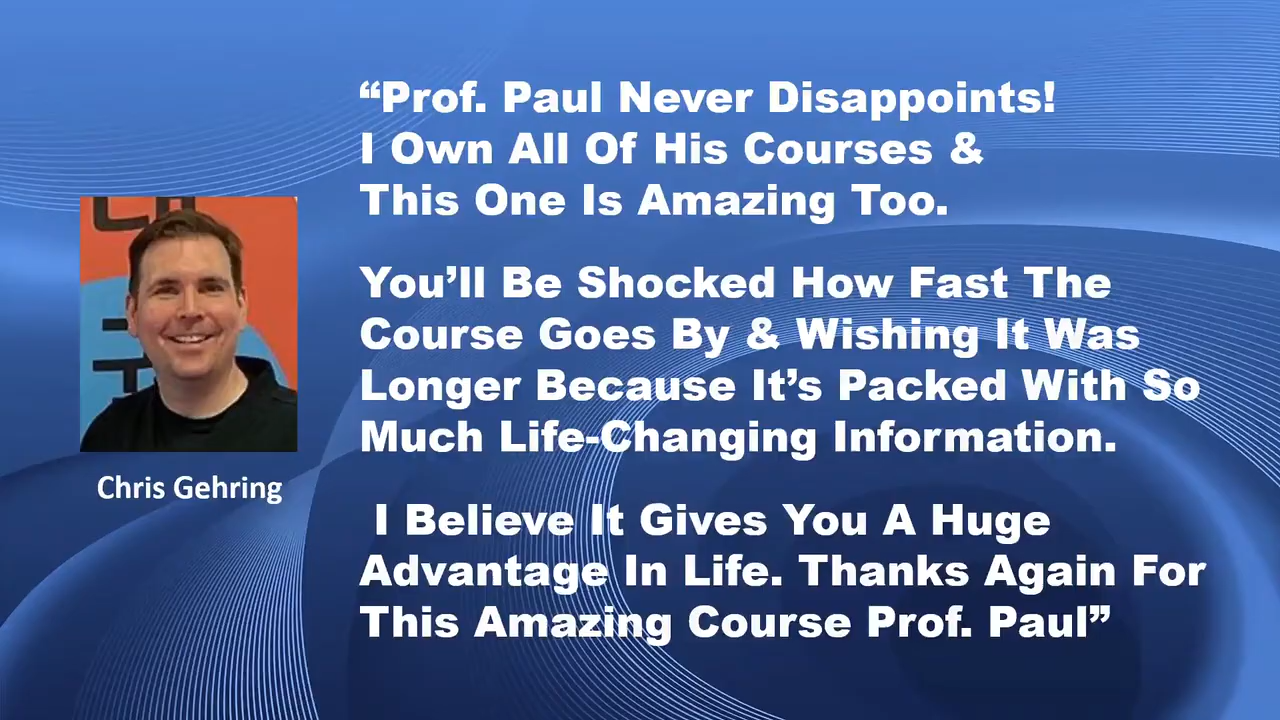 “Prof. Paul Never Disappoints!
I Own All Of His Courses &
This One Is Amazing Too.
You’ll Be Shocked How Fast The
Course Goes By & Wishing It Was
Longer Because It’s Packed With So
Much Life-Changing Information.
I Believe It Gives You A Huge
Advantage In Life. Thanks Again For
This Amazing Course Prof. Paul”
Chris Gehring